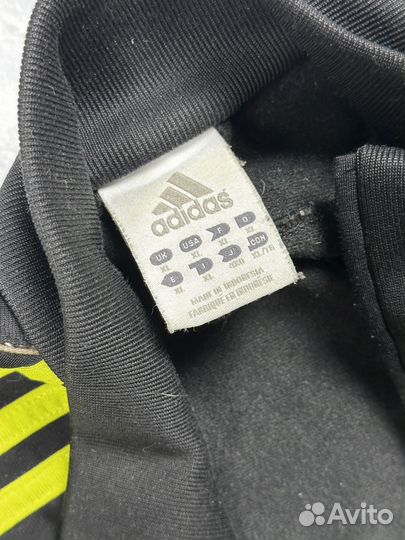 adidas
UK USA F D
XL XL XL XL
E I J CDN
XL XL 4XO XL/TG
MADE IN INDONESIA
FABRIQUE EN INDONESIE
Avito